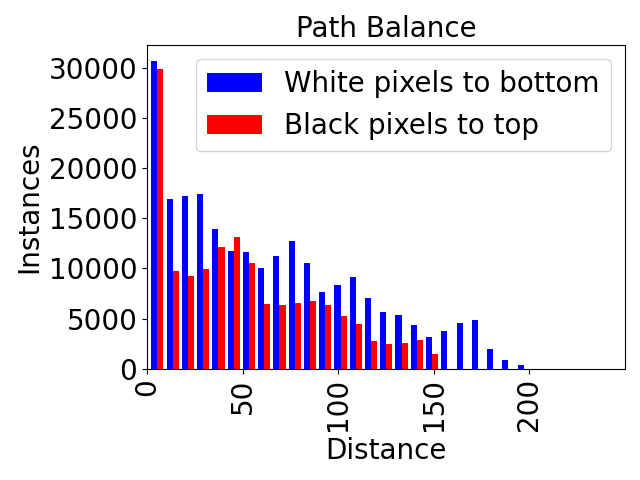 Path Balance
White pixels to bottom
Black pixels to top
Instances
30000
25000
20000
15000
10000
5000
0
0
50
100
150
200
Distance